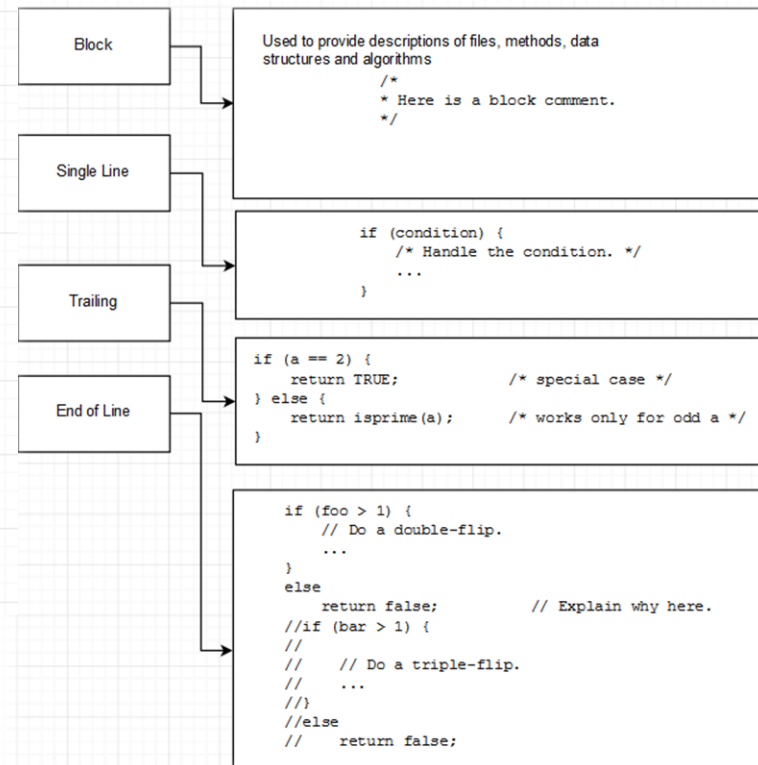 Block
Used to provide descriptions of files, methods, data
structures and algorithms
/*
* Here is a block comment.
*/
Single Line
if (condition) {
    /* Handle the condition. */
    ...
}
Trailing
if (a == 2) {
    return TRUE;            /* special case */
} else {
    return isprime(a);      /* works only for odd a */
}
End of Line
if (foo > 1) {
    // Do a double-flip.
    ...
}
else
    return false;          // Explain why here.
//if (bar > 1) {
//
//    // Do a triple-flip.
//    ...
//}
//else
//    return false;